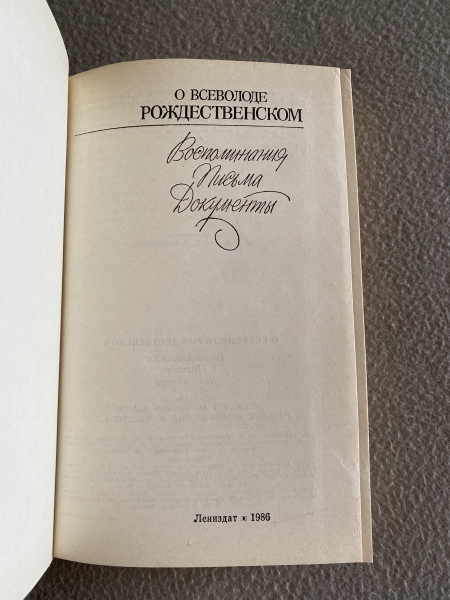 О ВСЕВОЛОДЕ
РОЖДЕСТВЕНСКОМ
Воспоминания
Письма
Документы
Лениздат * 1986